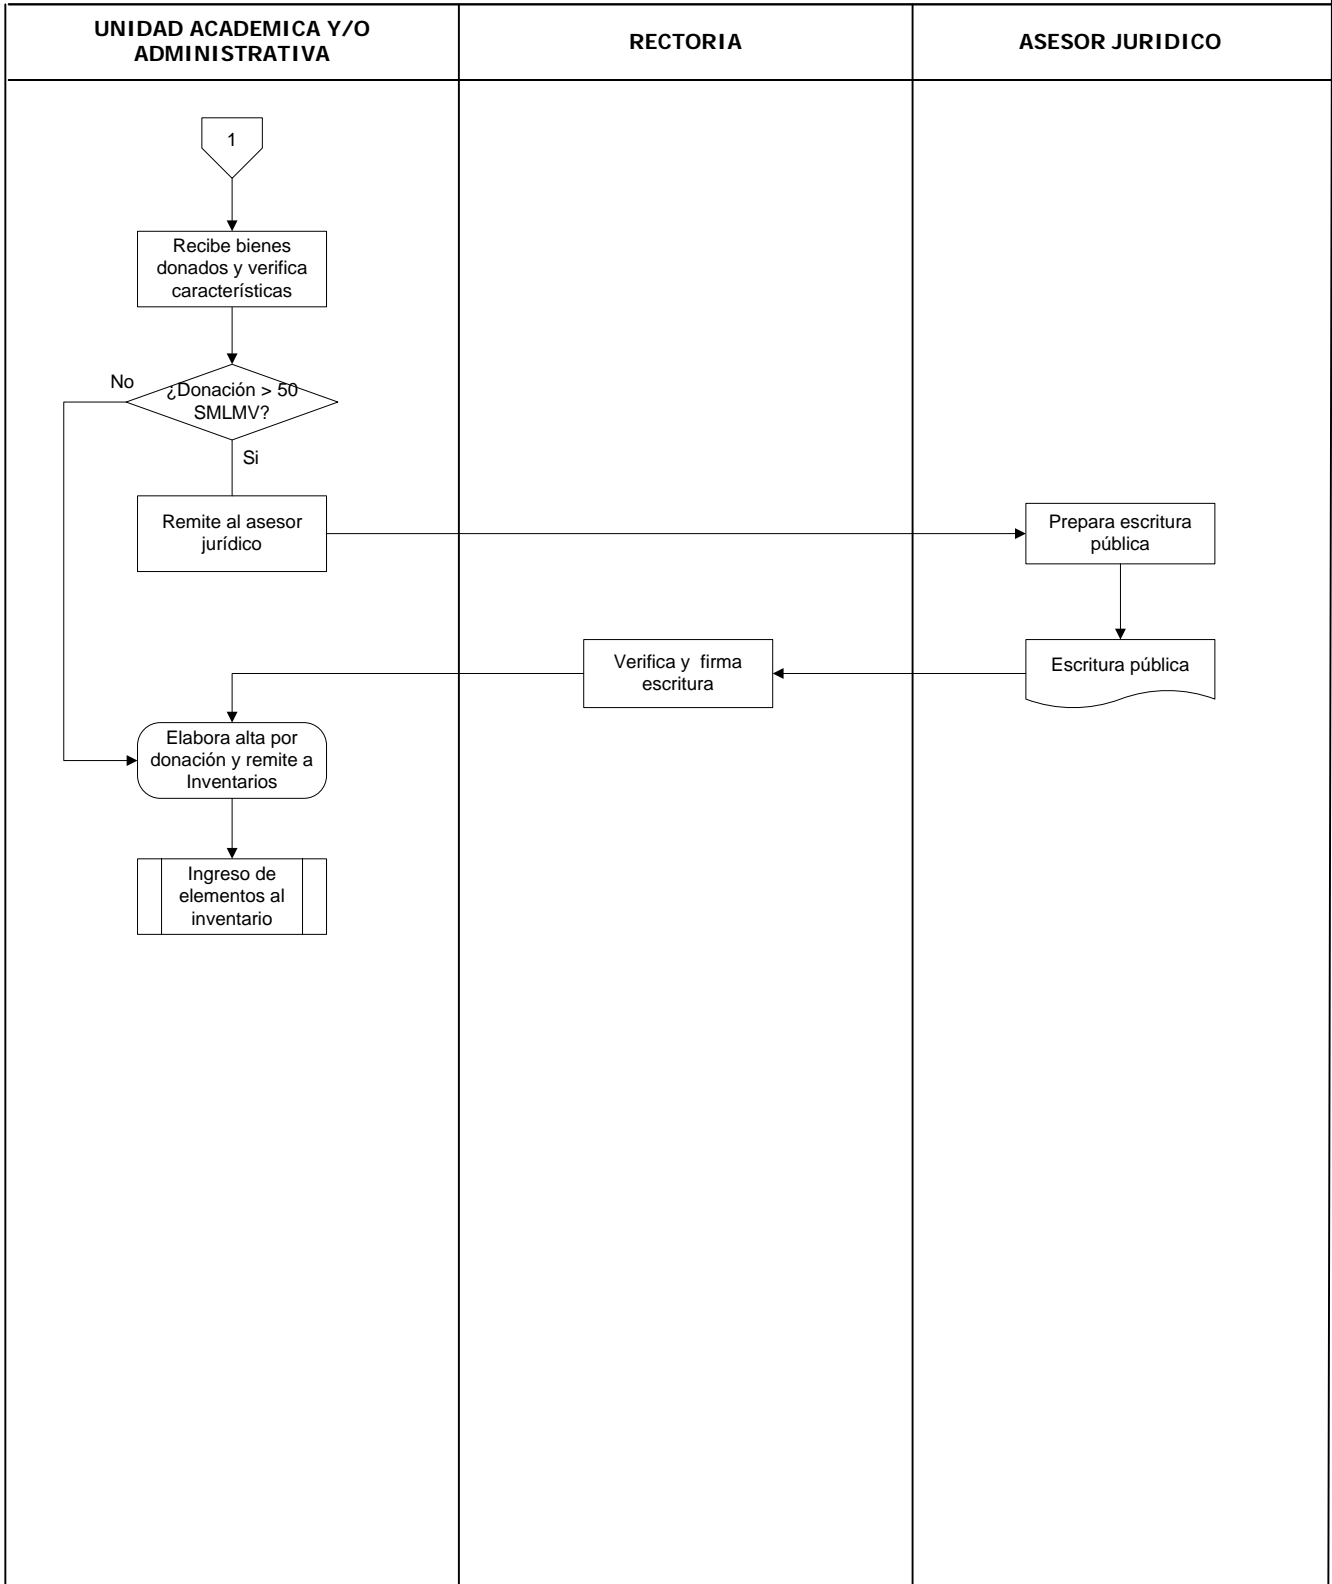 UNIDAD ACADEMICA Y/O
ADMINISTRATIVA
RECTORIA
ASESOR JURIDICO
1
Recibe bienes
donados y verifica
características
No
¿Donación > 50
SMLMV?
Si
Remite al asesor
jurídico
Prepara escritura
pública
Verifica y firma
escritura
Escritura pública
Elabora alta por
donación y remite a
Inventarios
Ingreso de
elementos al
inventario